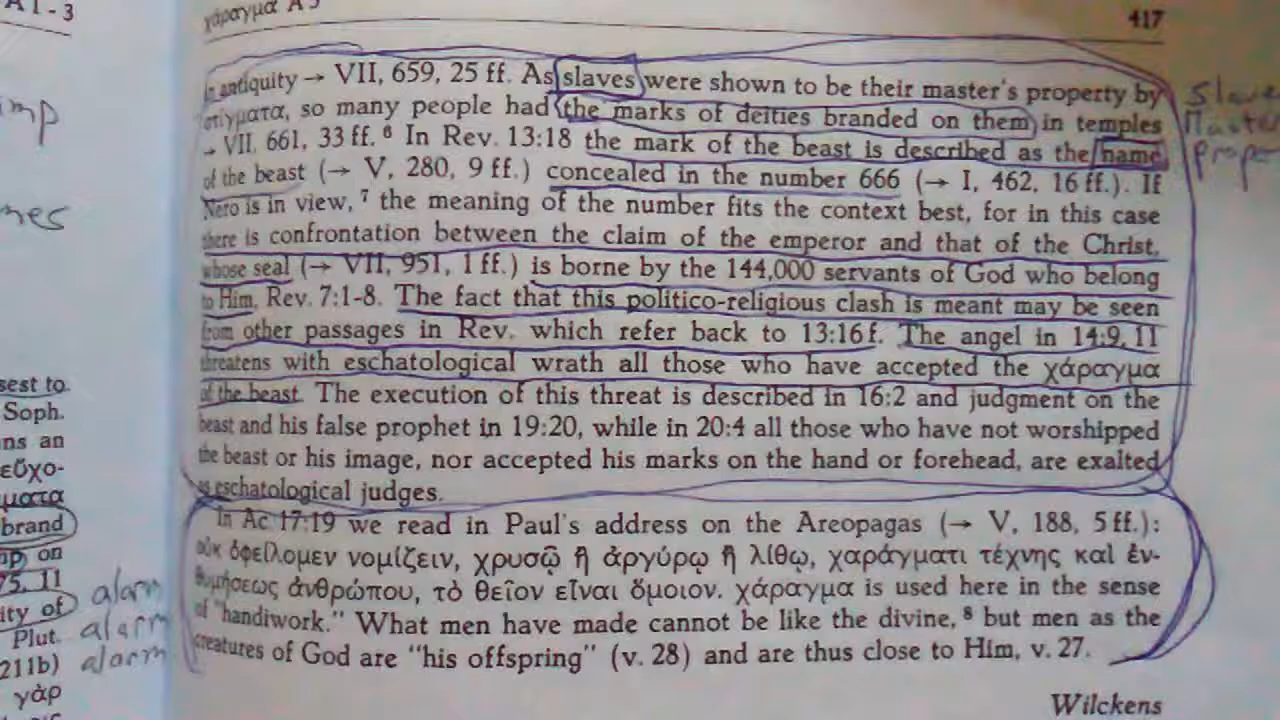 A 1 - 3
χάραγμα A 3
417
in antiquity → VII, 659, 25 ff. As slaves were shown to be their master's property by
στίγματα, so many people had the marks of deities branded on them in temples
→ VII, 661, 33 ff. ⁶ In Rev. 13:18 the mark of the beast is described as the name
of the beast (→ V, 280, 9 ff.) concealed in the number 666 (→ I, 462, 16 ff.). If
Nero is in view, ⁷ the meaning of the number fits the context best, for in this case
there is confrontation between the claim of the emperor and that of the Christ,
whose seal (→ VII, 951, 1 ff.) is borne by the 144,000 servants of God who belong
to Him, Rev. 7:1-8. The fact that this politico-religious clash is meant may be seen
from other passages in Rev. which refer back to 13:16 f. The angel in 14:9, 11
threatens with eschatological wrath all those who have accepted the χάραγμα
of the beast. The execution of this threat is described in 16:2 and judgment on the
beast and his false prophet in 19:20, while in 20:4 all those who have not worshipped
the beast or his image, nor accepted his marks on the hand or forehead, are exalted
as eschatological judges.
In Ac 17:19 we read in Paul's address on the Areopagas (→ V, 188, 5 ff.):
οὐκ ὀφείλομεν νομίζειν, χρυσῷ ἢ ἀργύρῳ ἢ λίθῳ, χαράγματι τέχνης καὶ ἐν-
θυμήσεως ἀνθρώπου, τὸ θεῖον εἶναι ὅμοιον. χάραγμα is used here in the sense
of "handiwork." What men have made cannot be like the divine, ⁸ but men as the
creatures of God are "his offspring" (v. 28) and are thus close to Him, v. 27.
Wilckens
Slave
Master
prope
imp
mes
sest to
Soph.
ns an
εὔχο-
ματα
brand
on
75, 11
ity of
Plut.
211b)
γὰρ
alarm
alarm
alarm